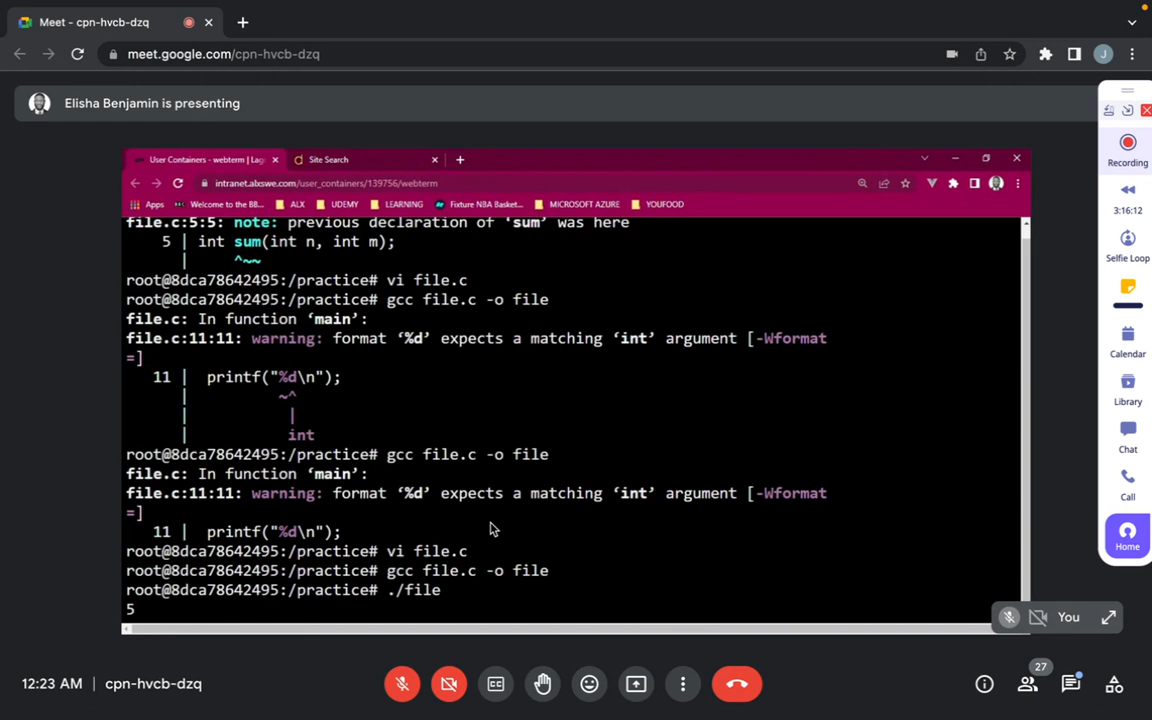 Meet - cpn-hvcb-dzq
meet.google.com/cpn-hvcb-dzq
J
Elisha Benjamin is presenting
User Containers - webterm | Lag
Site Search
intranet.alxswe.com/user_containers/139756/webterm
Apps
Welcome to the BB...
ALX
UDEMY
LEARNING
Fixture NBA Basket...
MICROSOFT AZURE
YOUFOOD
file.c:5:5: note: previous declaration of ‘sum’ was here
5 | int sum(int n, int m);
| ^~~
root@8dca78642495:/practice# vi file.c
root@8dca78642495:/practice# gcc file.c -o file
file.c: In function ‘main’:
file.c:11:11: warning: format ‘%d’ expects a matching ‘int’ argument [-Wformat
=]
11 | printf("%d\n");
| ~^
| |
| int
root@8dca78642495:/practice# gcc file.c -o file
file.c: In function ‘main’:
file.c:11:11: warning: format ‘%d’ expects a matching ‘int’ argument [-Wformat
=]
11 | printf("%d\n");
root@8dca78642495:/practice# vi file.c
root@8dca78642495:/practice# gcc file.c -o file
root@8dca78642495:/practice# ./file
5
Recording
3:16:12
Selfie Loop
Calendar
Library
Chat
Call
Home
You
12:23 AM | cpn-hvcb-dzq
27